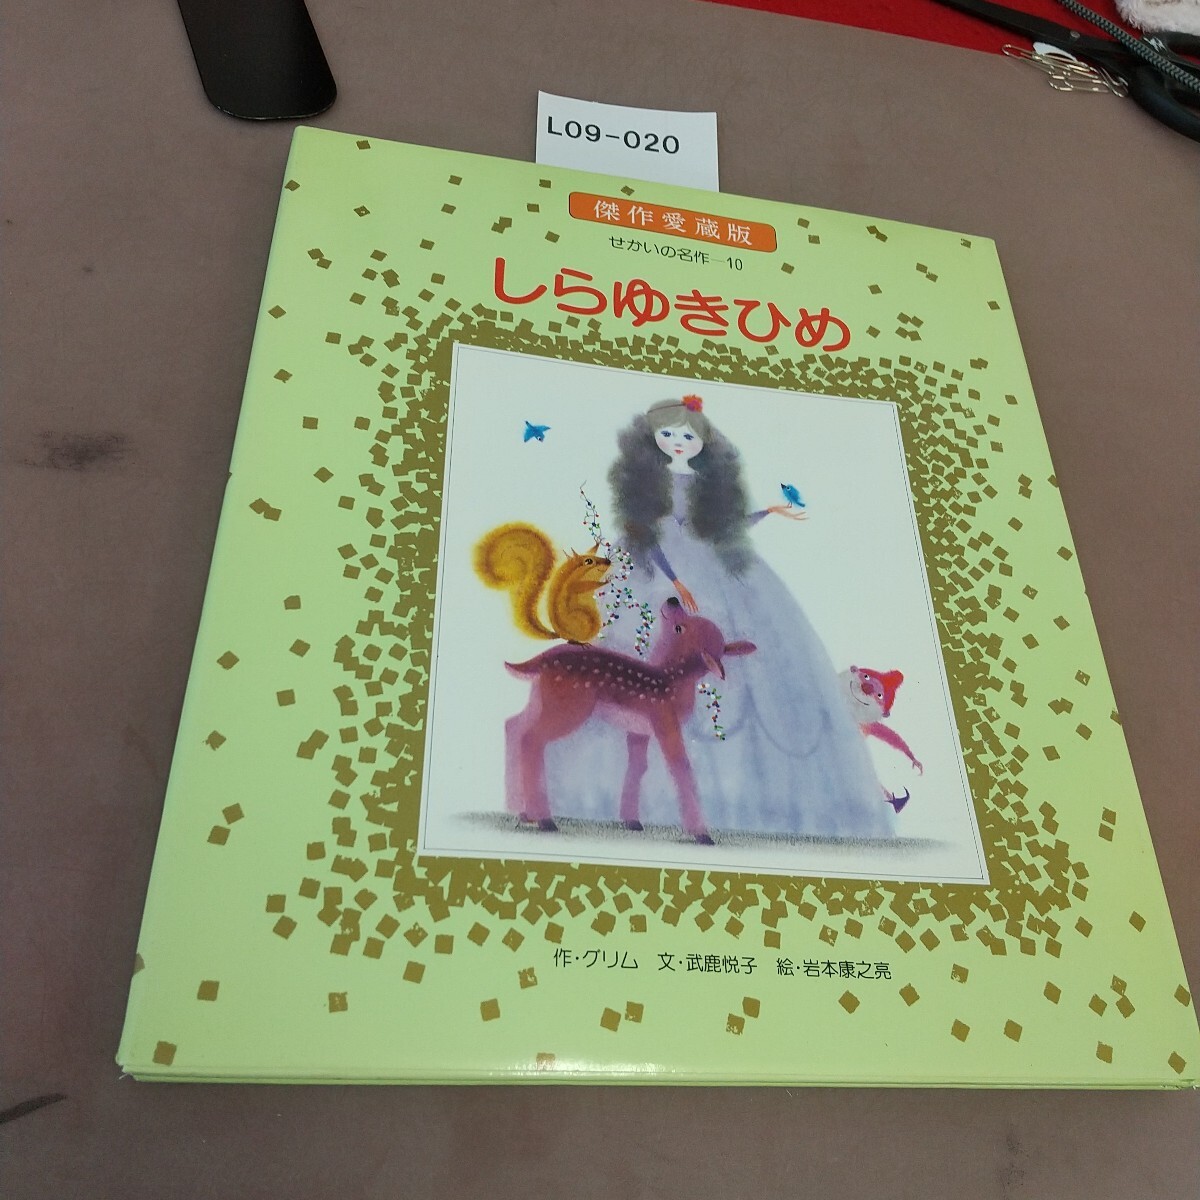 L09-020
傑作愛蔵版
せかいの名作—10
しらゆきひめ
作・グリム 文・武鹿悦子 絵・岩本康之亮